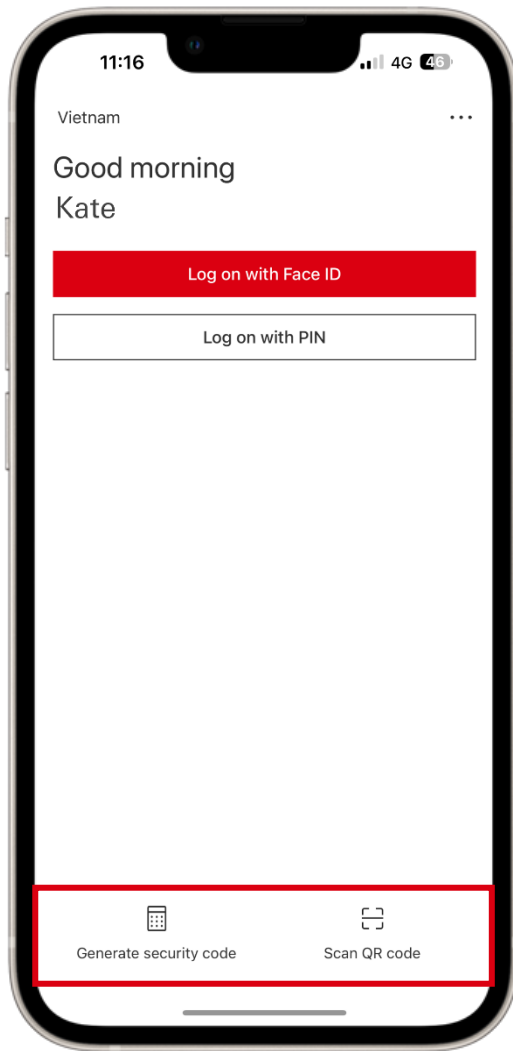 11:16 4G 46
Vietnam
Good morning
Kate
Log on with Face ID
Log on with PIN
Generate security code Scan QR code